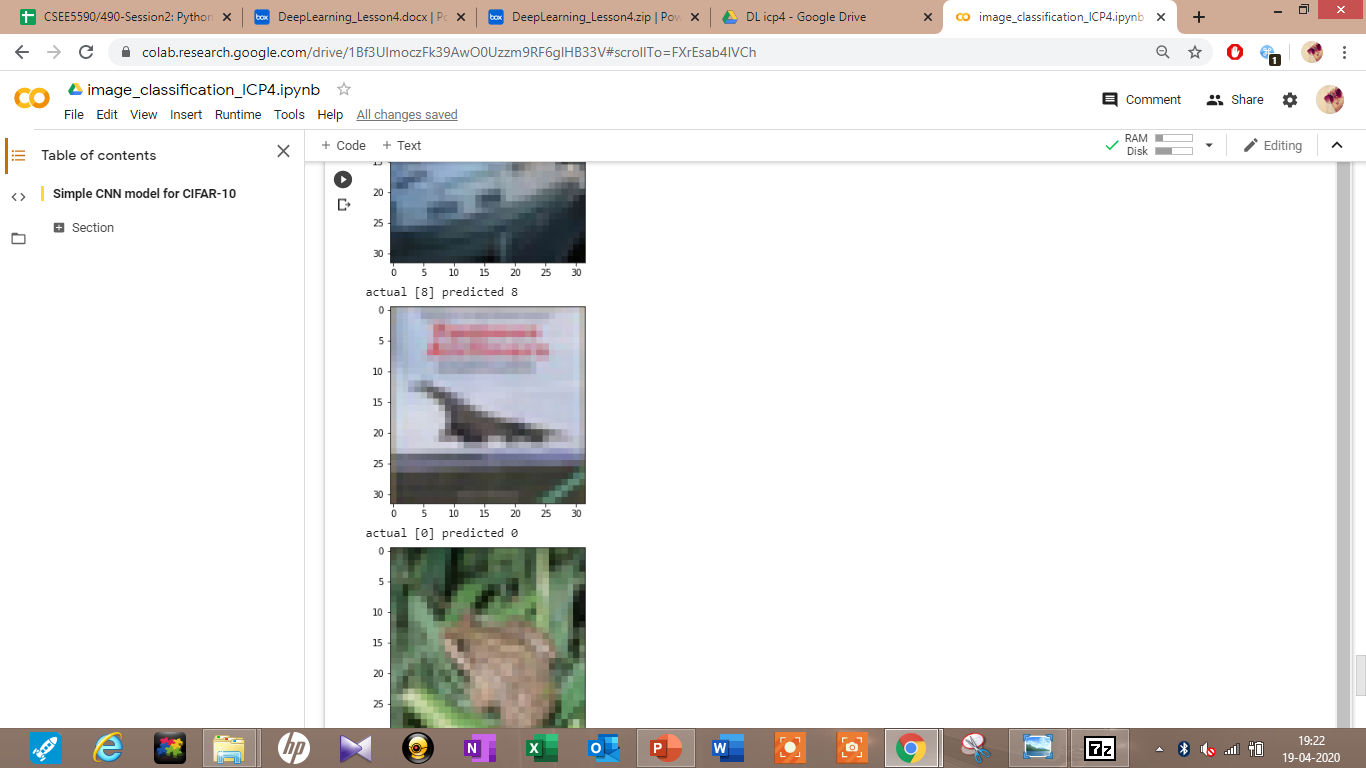 CSEE5590/490-Session2: Python
DeepLearning_Lesson4.docx | Po
DeepLearning_Lesson4.zip | Pow
DL icp4 - Google Drive
image_classification_ICP4.ipynb
colab.research.google.com/drive/
1
image_classification_ICP4.ipynb
File Edit View Insert Runtime Tools Help All changes saved
Comment Share
Table of contents
Simple CNN model for CIFAR-10
Section
+ Code + Text
RAM
Disk
Editing
15
20
25
30
0 5 10 15 20 25 30
actual [8] predicted 8
0
5
10
15
20
25
30
0 5 10 15 20 25 30
actual [0] predicted 0
0
5
10
15
20
25
hp
N
X
O
P
W
7z
19:22
19-04-2020